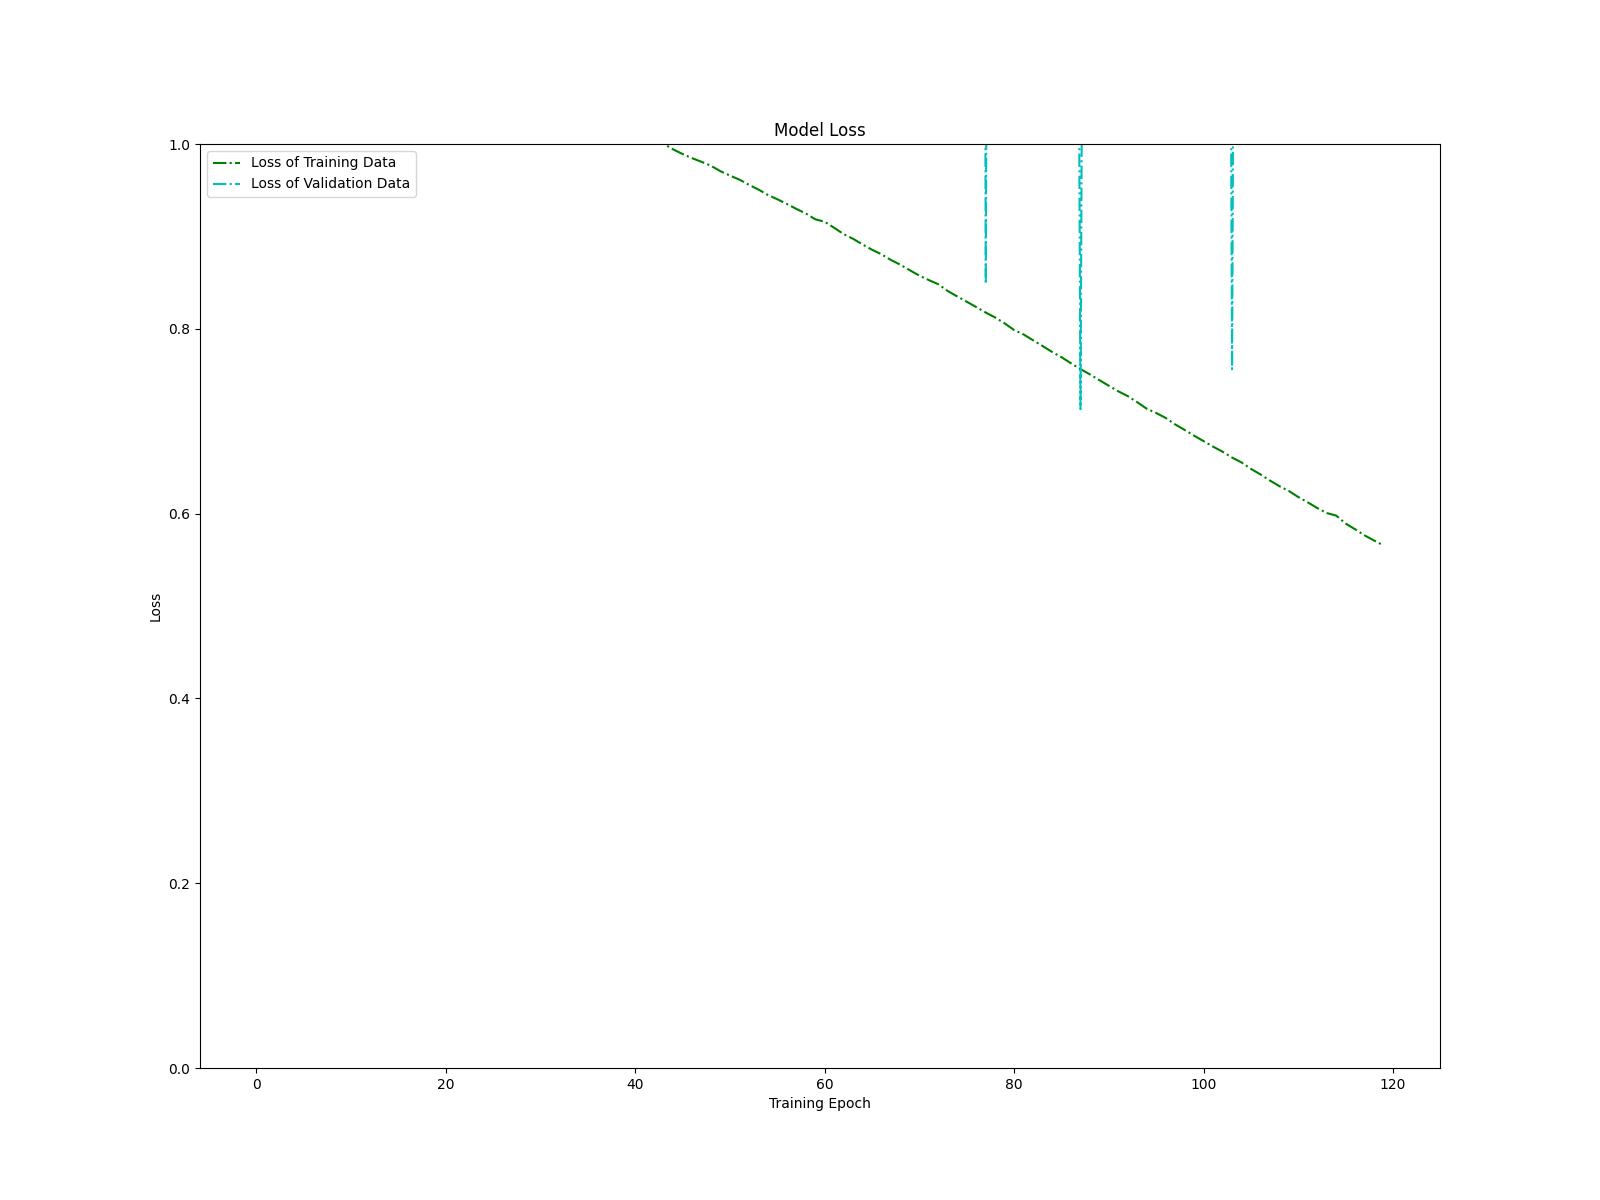 Model Loss
Loss of Training Data
Loss of Validation Data
1.0
0.8
0.6
0.4
0.2
0.0
Loss
0 20 40 60 80 100 120
Training Epoch